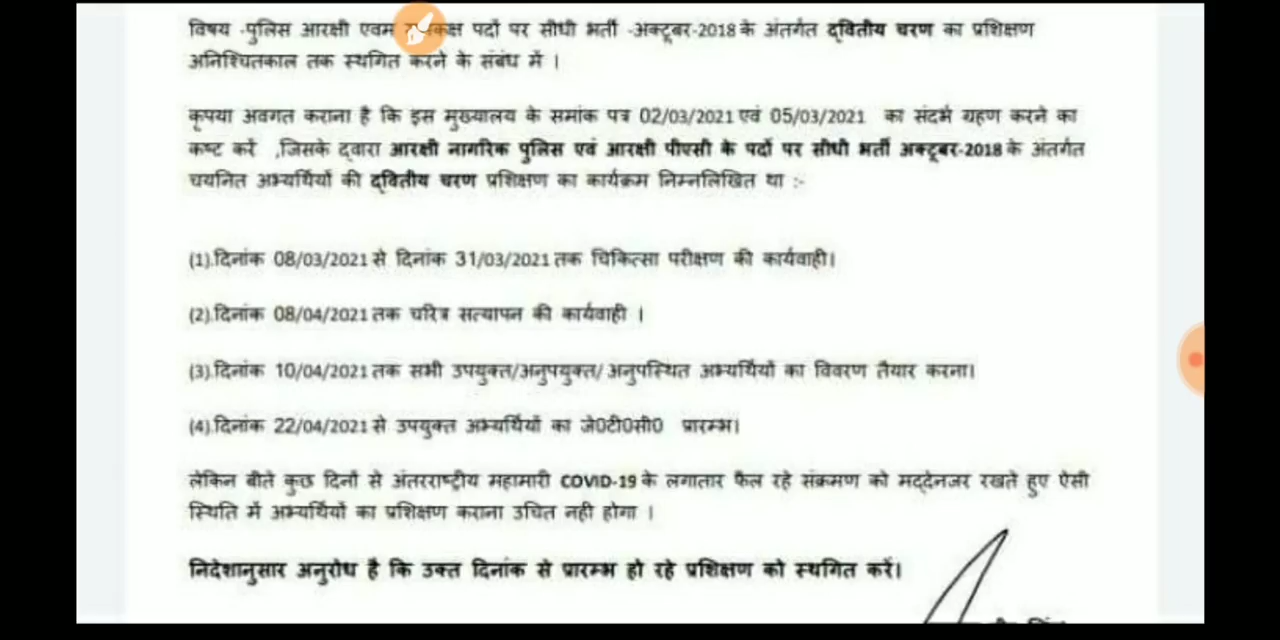 विषय -पुलिस आरक्षी एवम पदों पर सीधी भर्ती -अक्टूबर-2018 के अंतर्गत द्वितीय चरण का प्रशिक्षण
अनिश्चितकाल तक स्थगित करने के संबंध में ।
कृपया अवगत कराना है कि इस मुख्यालय के समांक पत्र 02/03/2021 एवं 05/03/2021 का संदर्भ ग्रहण करने का
कष्ट करें ,जिसके द्वारा आरक्षी नागरिक पुलिस एवं आरक्षी पीएसी के पदों पर सीधी भर्ती अक्टूबर-2018 के अंतर्गत
चयनित अभ्यर्थियों की द्वितीय चरण प्रशिक्षण का कार्यक्रम निम्नलिखित था :-
(1).दिनांक 08/03/2021 से दिनांक 31/03/2021 तक चिकित्सा परीक्षण की कार्यवाही।
(2).दिनांक 08/04/2021 तक चरित्र सत्यापन की कार्यवाही ।
(3).दिनांक 10/04/2021 तक सभी उपयुक्त/अनुपयुक्त/ अनुपस्थित अभ्यर्थियों का विवरण तैयार करना।
(4).दिनांक 22/04/2021 से उपयुक्त अभ्यर्थियों का जे0टी0सी0 प्रारम्भ।
लेकिन बीते कुछ दिनों से अंतरराष्ट्रीय महामारी COVID-19 के लगातार फैल रहे संक्रमण को मद्देनजर रखते हुए ऐसी
स्थिति में अभ्यर्थियों का प्रशिक्षण कराना उचित नही होगा ।
निदेशानुसार अनुरोध है कि उक्त दिनांक से प्रारम्भ हो रहे प्रशिक्षण को स्थगित करें।